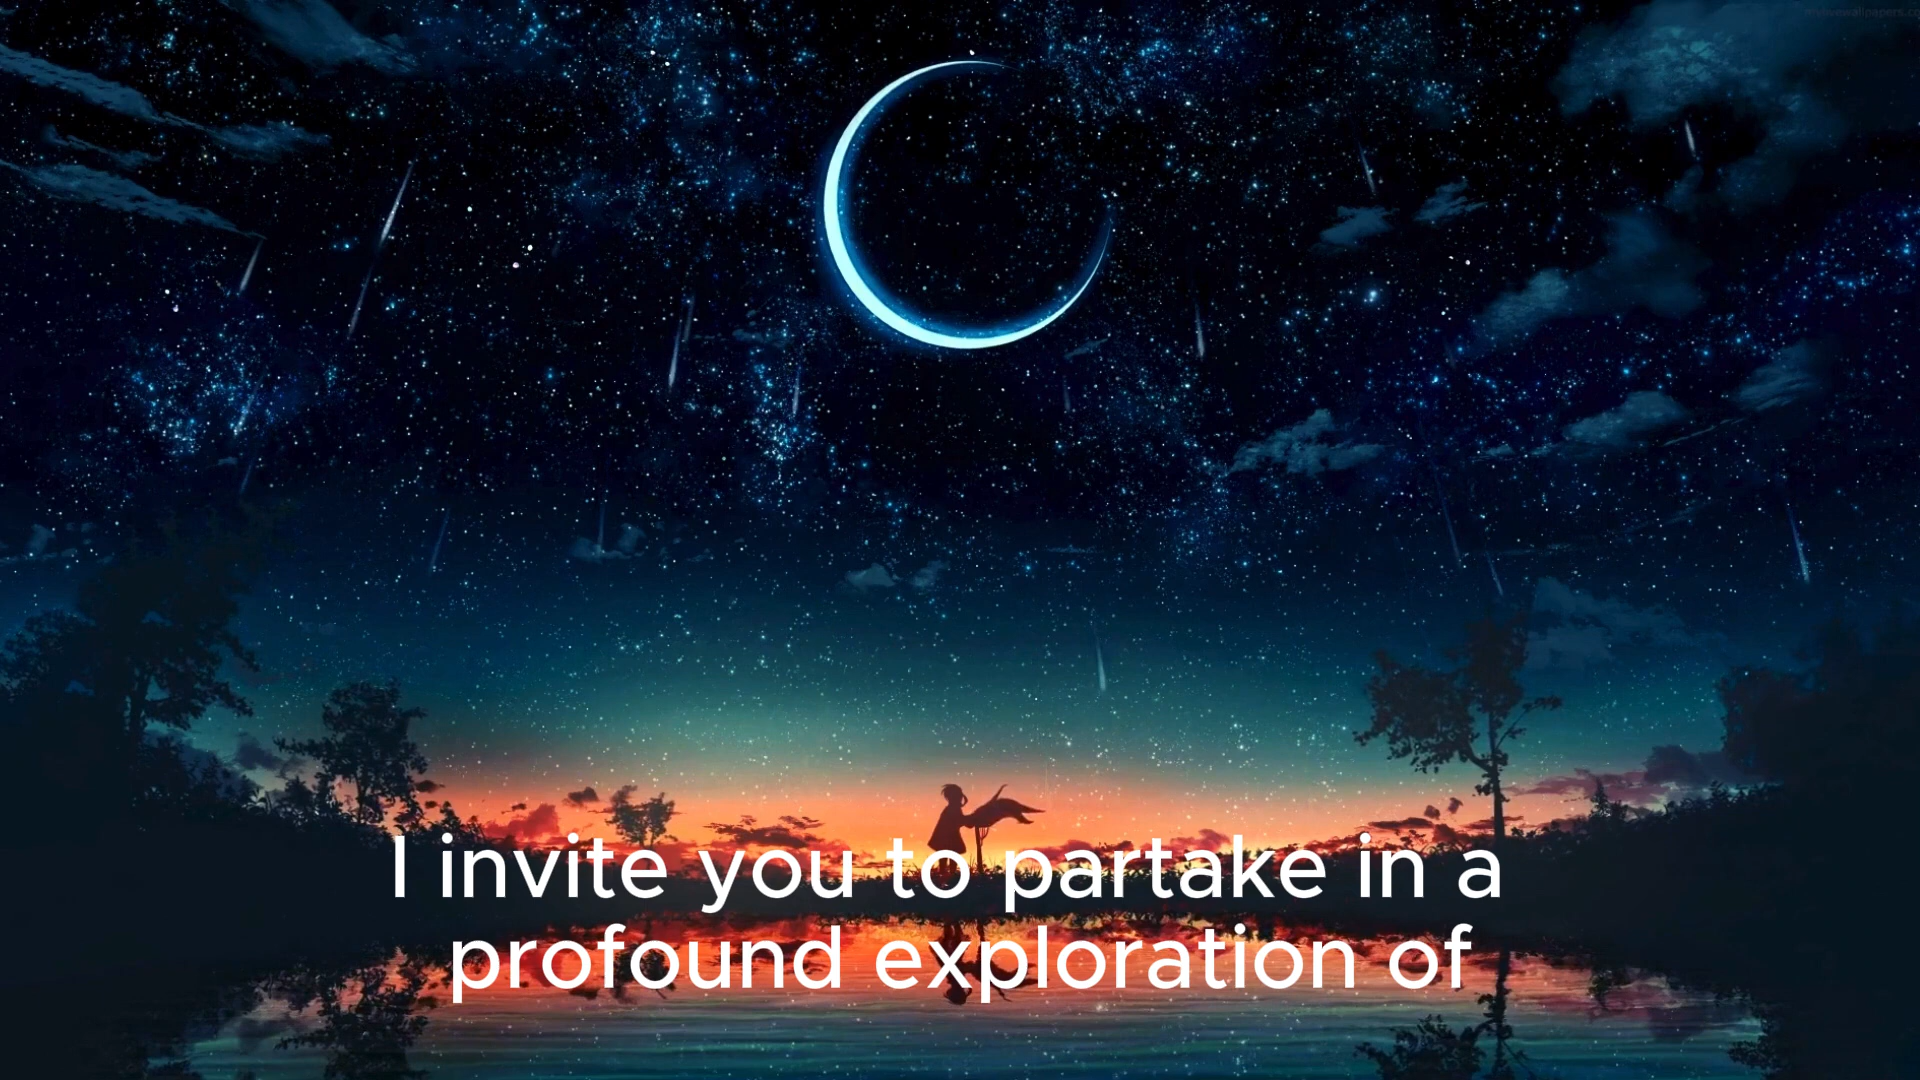 I invite you to partake in a
profound exploration of